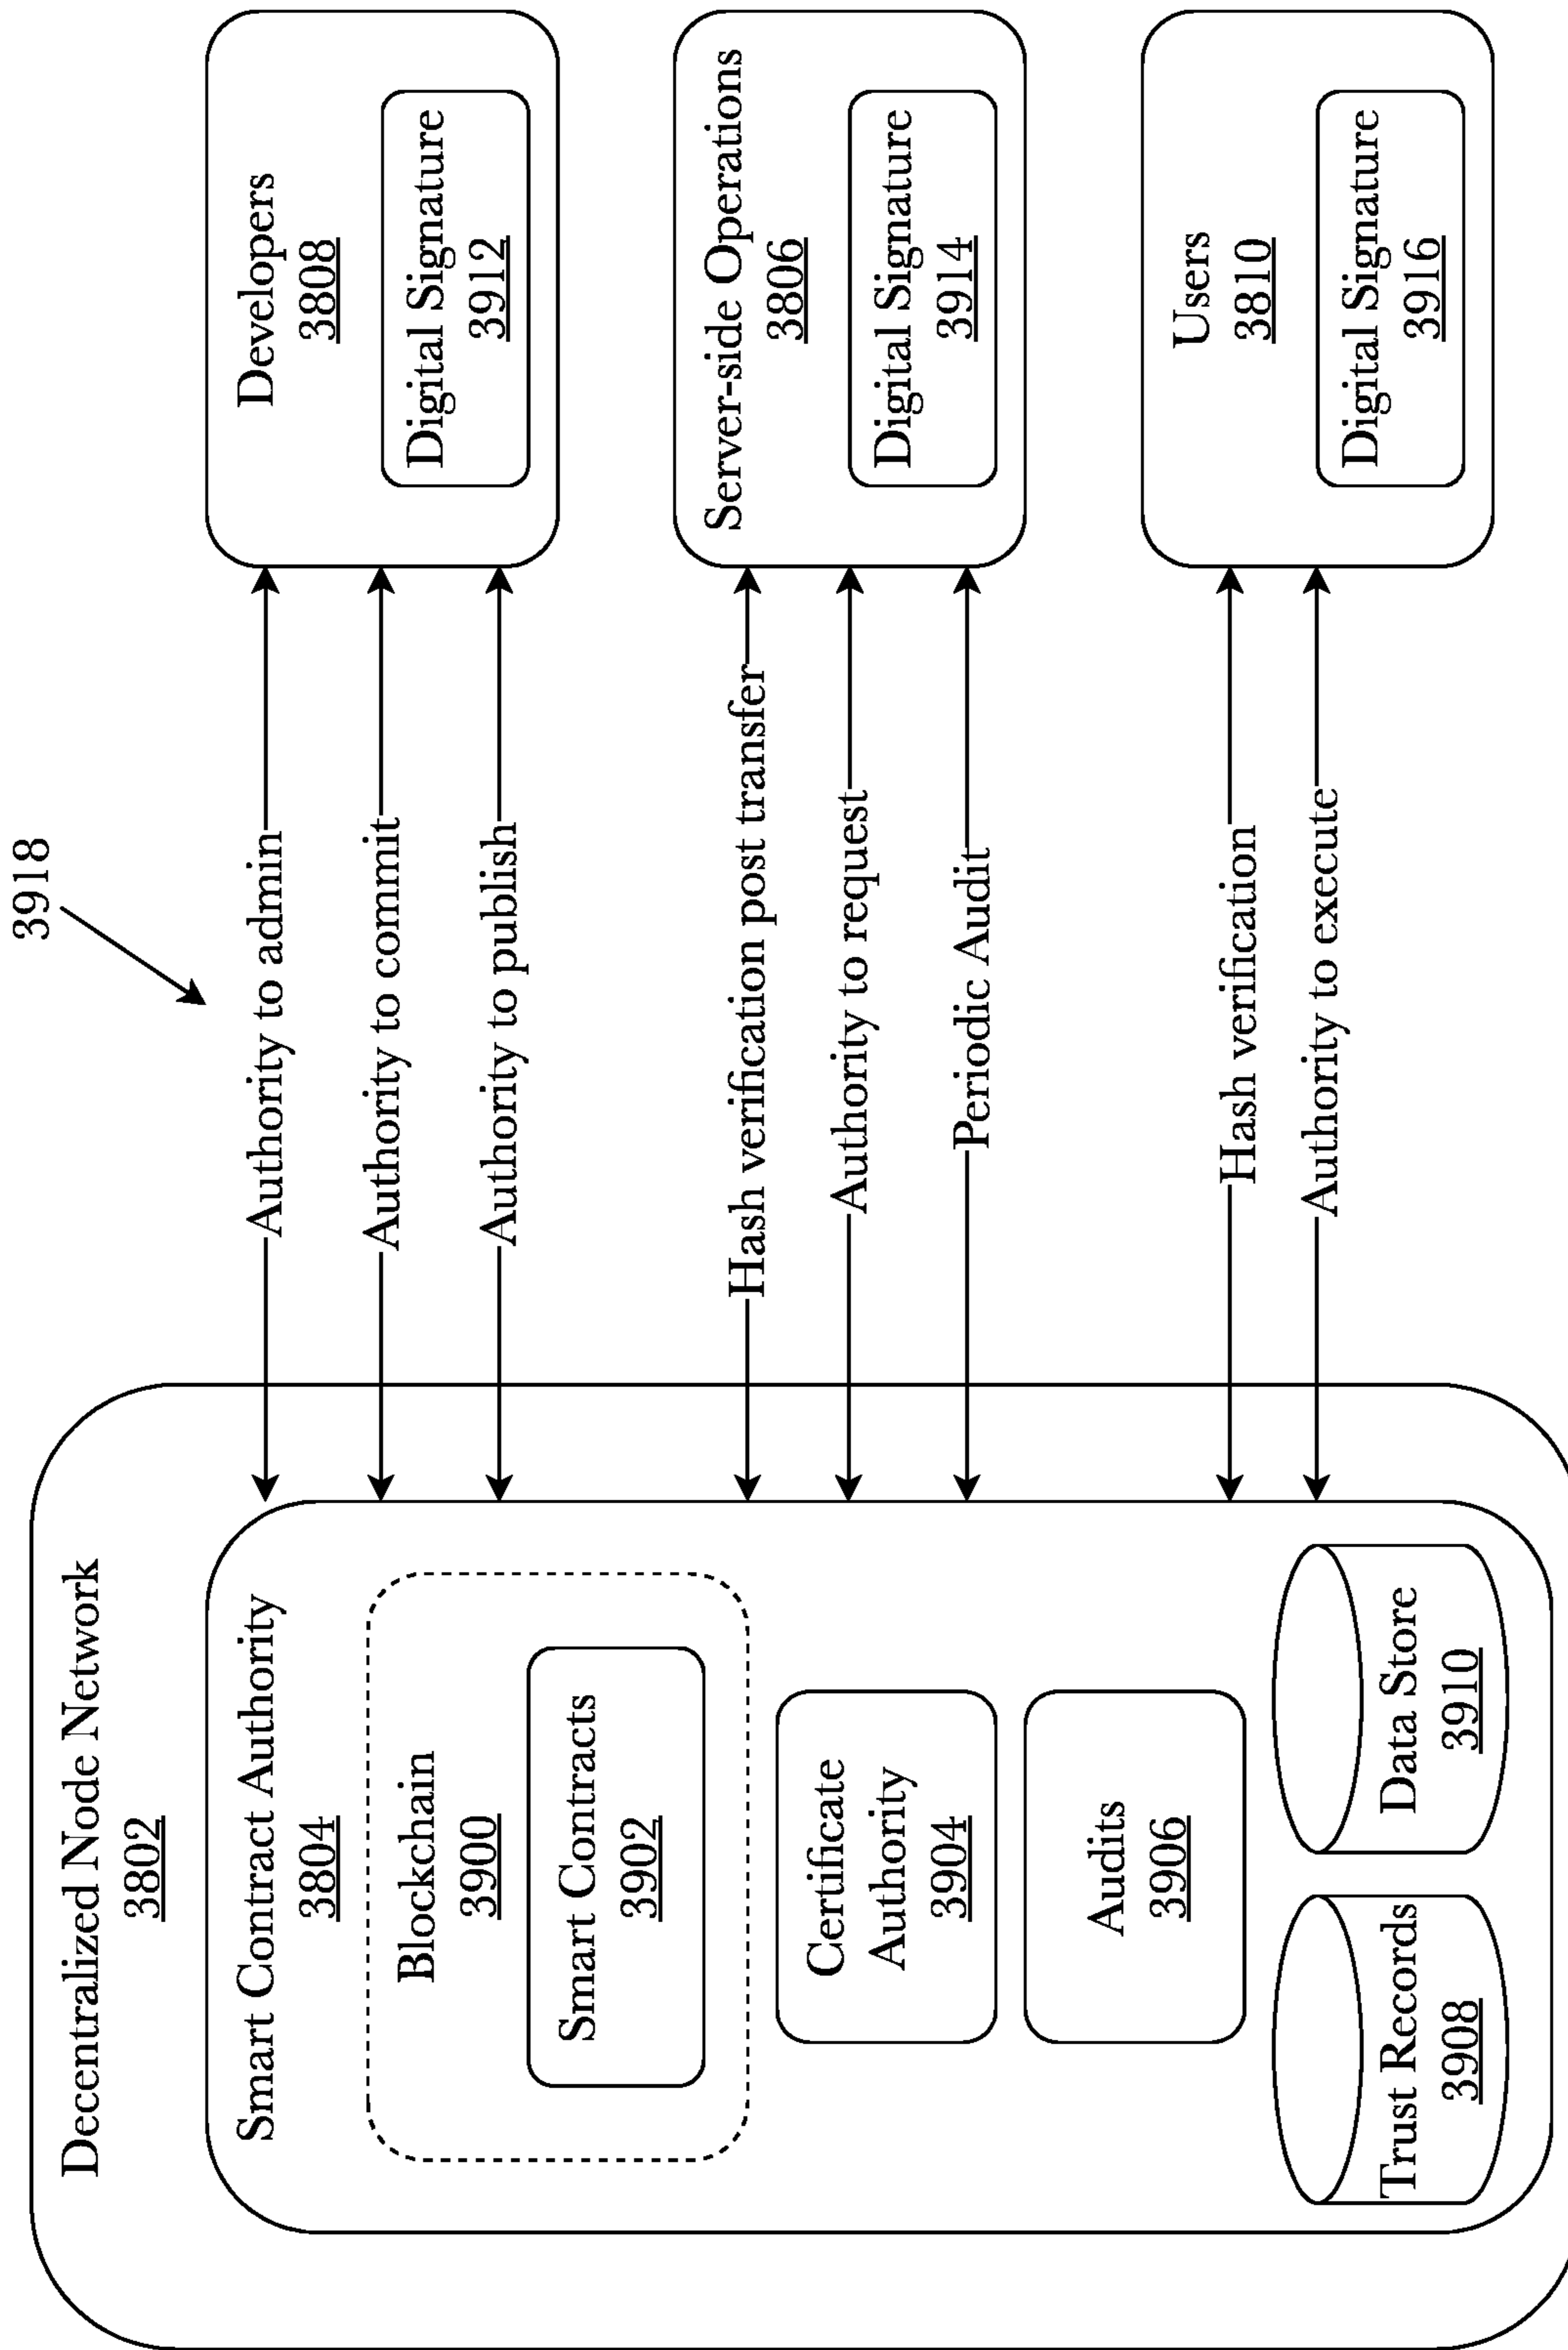 3918
Decentralized Node Network
3802
Smart Contract Authority
3804
Blockchain
3900
Smart Contracts
3902
Certificate
Authority
3904
Audits
3906
Trust Records
3908
Data Store
3910
Authority to admin
Authority to commit
Authority to publish
Hash verification post transfer
Authority to request
Periodic Audit
Hash verification
Authority to execute
Developers
3808
Digital Signature
3912
Server-side Operations
3806
Digital Signature
3914
Users
3810
Digital Signature
3916